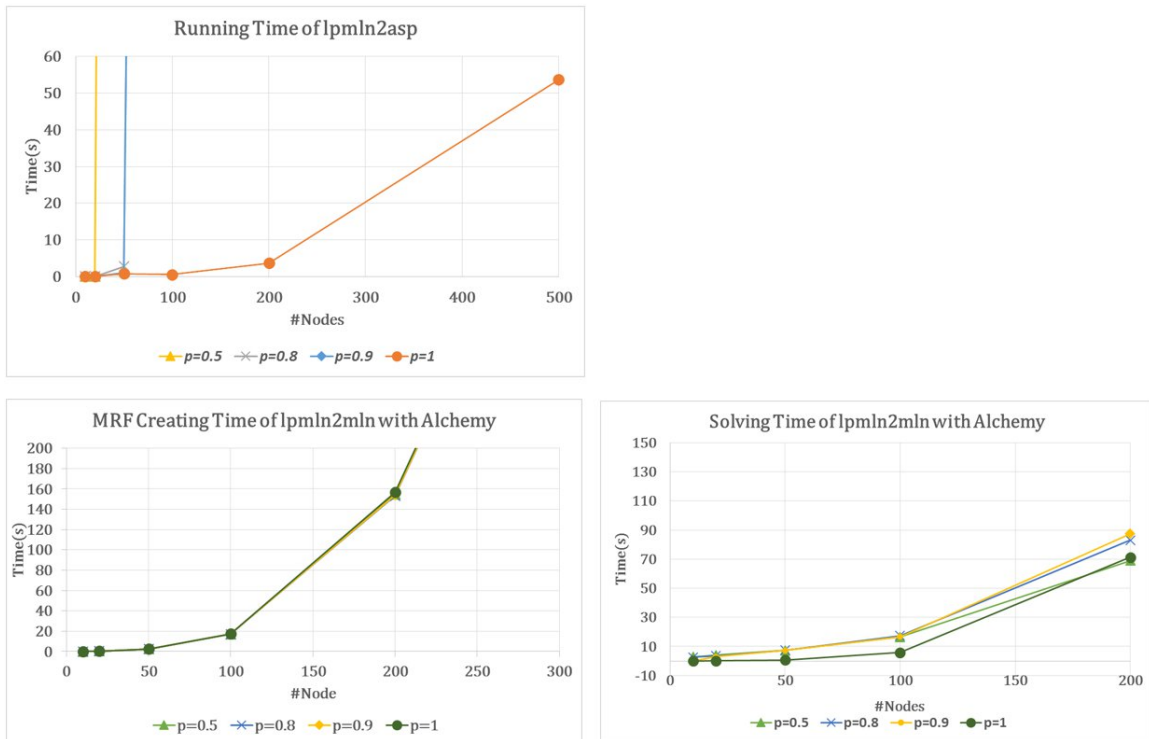 Running Time of lpmln2asp
60
50
40
30
20
10
0
Time(s)
0 100 200 300 400 500
#Nodes
p=0.5 p=0.8 p=0.9 p=1
MRF Creating Time of lpmln2mln with Alchemy
200
180
160
140
120
100
80
60
40
20
0
Time(s)
0 50 100 150 200 250 300
#Node
p=0.5 p=0.8 p=0.9 p=1
Solving Time of lpmln2mln with Alchemy
150
130
110
90
70
50
30
10
-10
Time(s)
0 50 100 150 200
#Nodes
p=0.5 p=0.8 p=0.9 p=1